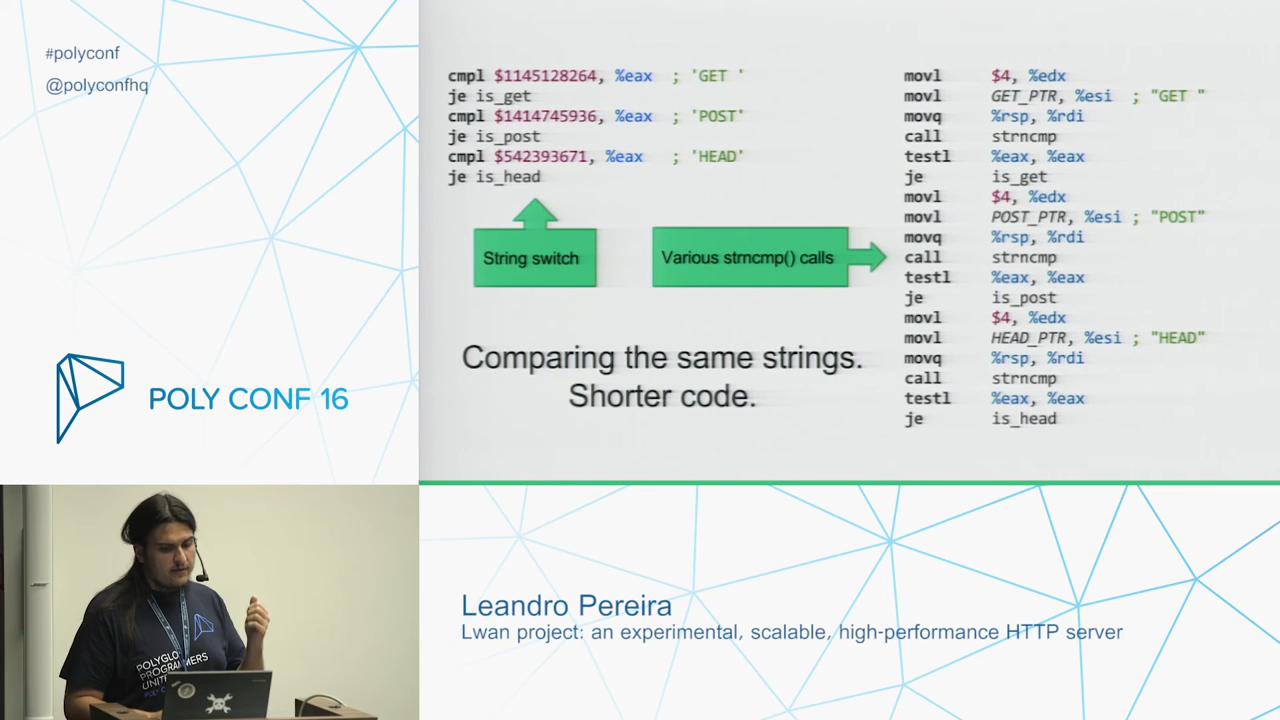 #polyconf
@polyconfhq
POLY CONF 16
cmpl $1145128264, %eax ; 'GET '
je is_get
cmpl $1414745936, %eax ; 'POST'
je is_post
cmpl $542393671, %eax ; 'HEAD'
je is_head
String switch
Various strncmp() calls
Comparing the same strings.
Shorter code.
movl $4, %edx
movl GET_PTR, %esi ; "GET "
movq %rsp, %rdi
call strncmp
testl %eax, %eax
je is_get
movl $4, %edx
movl POST_PTR, %esi ; "POST"
movq %rsp, %rdi
call strncmp
testl %eax, %eax
je is_post
movl $4, %edx
movl HEAD_PTR, %esi ; "HEAD"
movq %rsp, %rdi
call strncmp
testl %eax, %eax
je is_head
POLYGLO
PROGRAMMERS
UNITE
POLY C
Leandro Pereira
Lwan project: an experimental, scalable, high-performance HTTP server